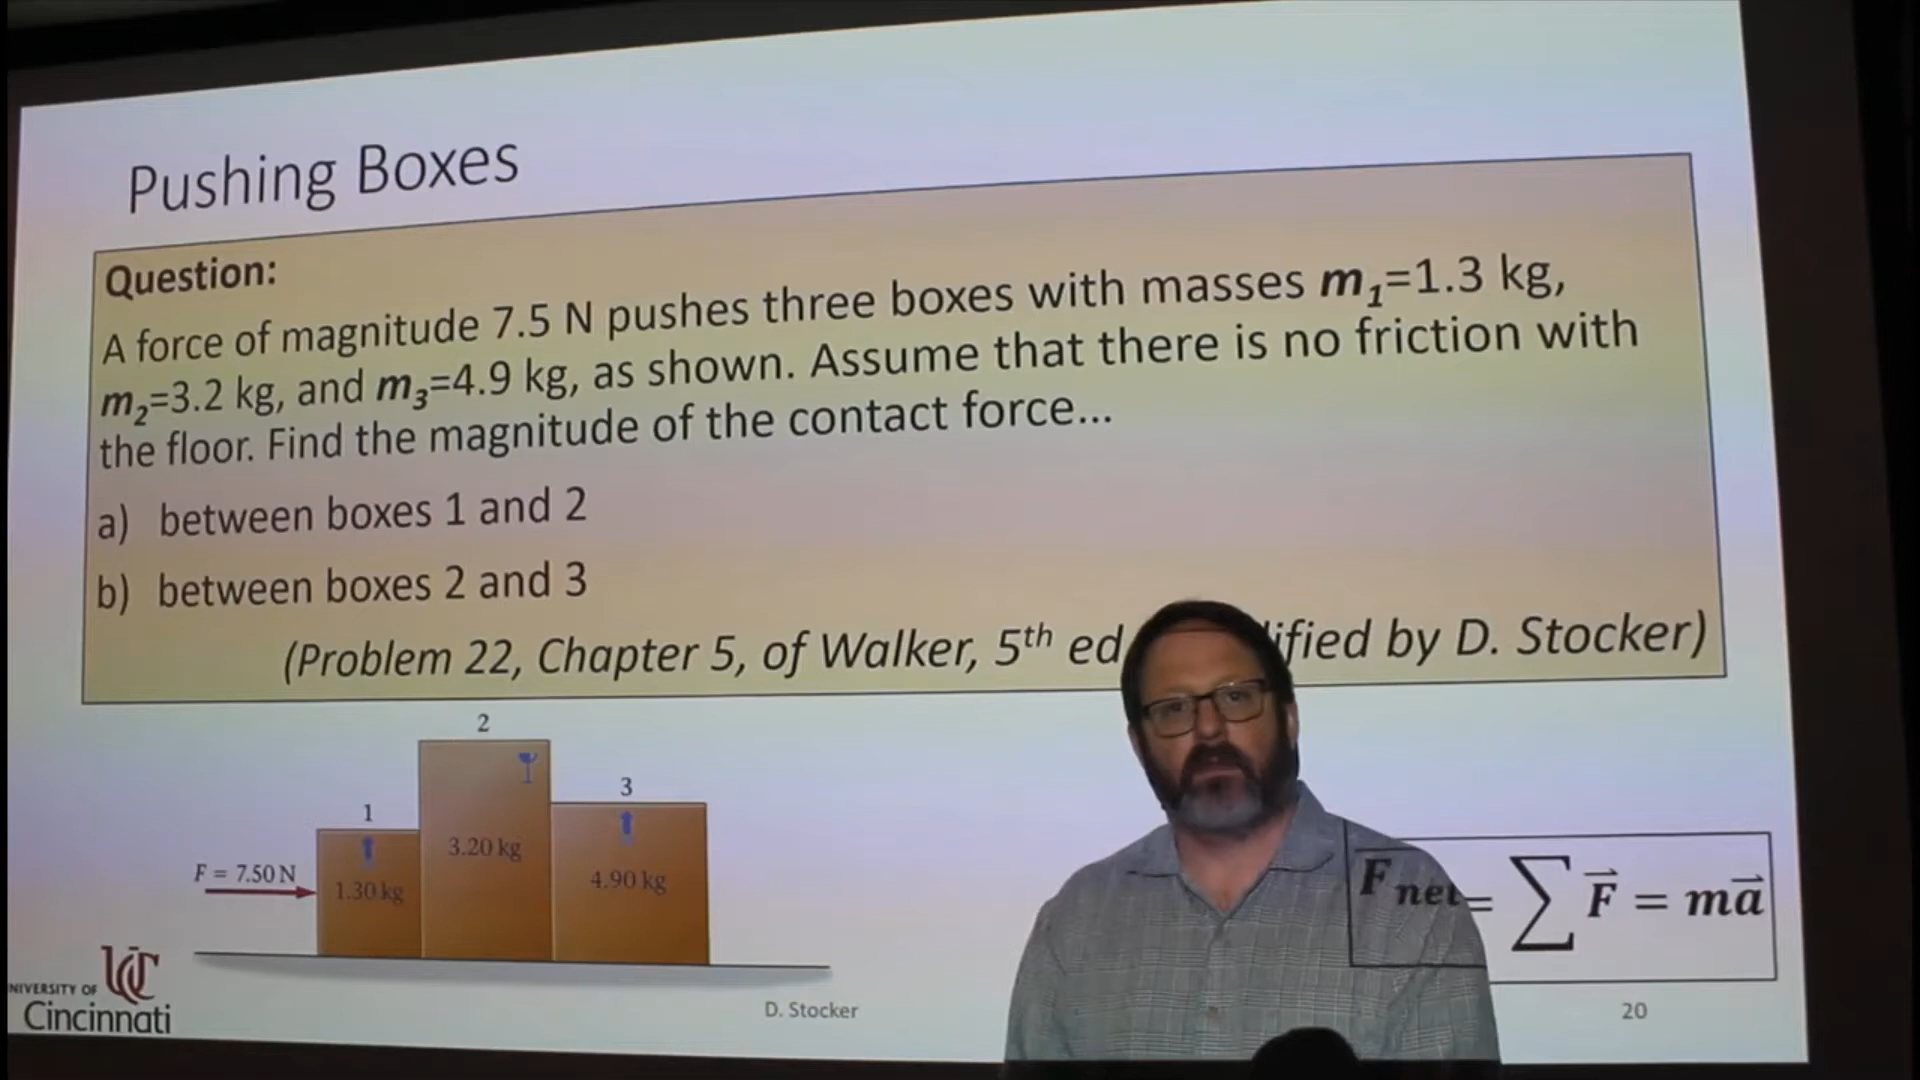 Pushing Boxes
Question:
A force of magnitude 7.5 N pushes three boxes with masses m₁=1.3 kg,
m₂=3.2 kg, and m₃=4.9 kg, as shown. Assume that there is no friction with
the floor. Find the magnitude of the contact force...
a) between boxes 1 and 2
b) between boxes 2 and 3
(Problem 22, Chapter 5, of Walker, 5th ed ified by D. Stocker)
2
3
1
3.20 kg
F = 7.50 N
1.30 kg
4.90 kg
F net = ∑ F⃗ = ma⃗
UC
NIVERSITY OF
Cincinnati
D. Stocker
20